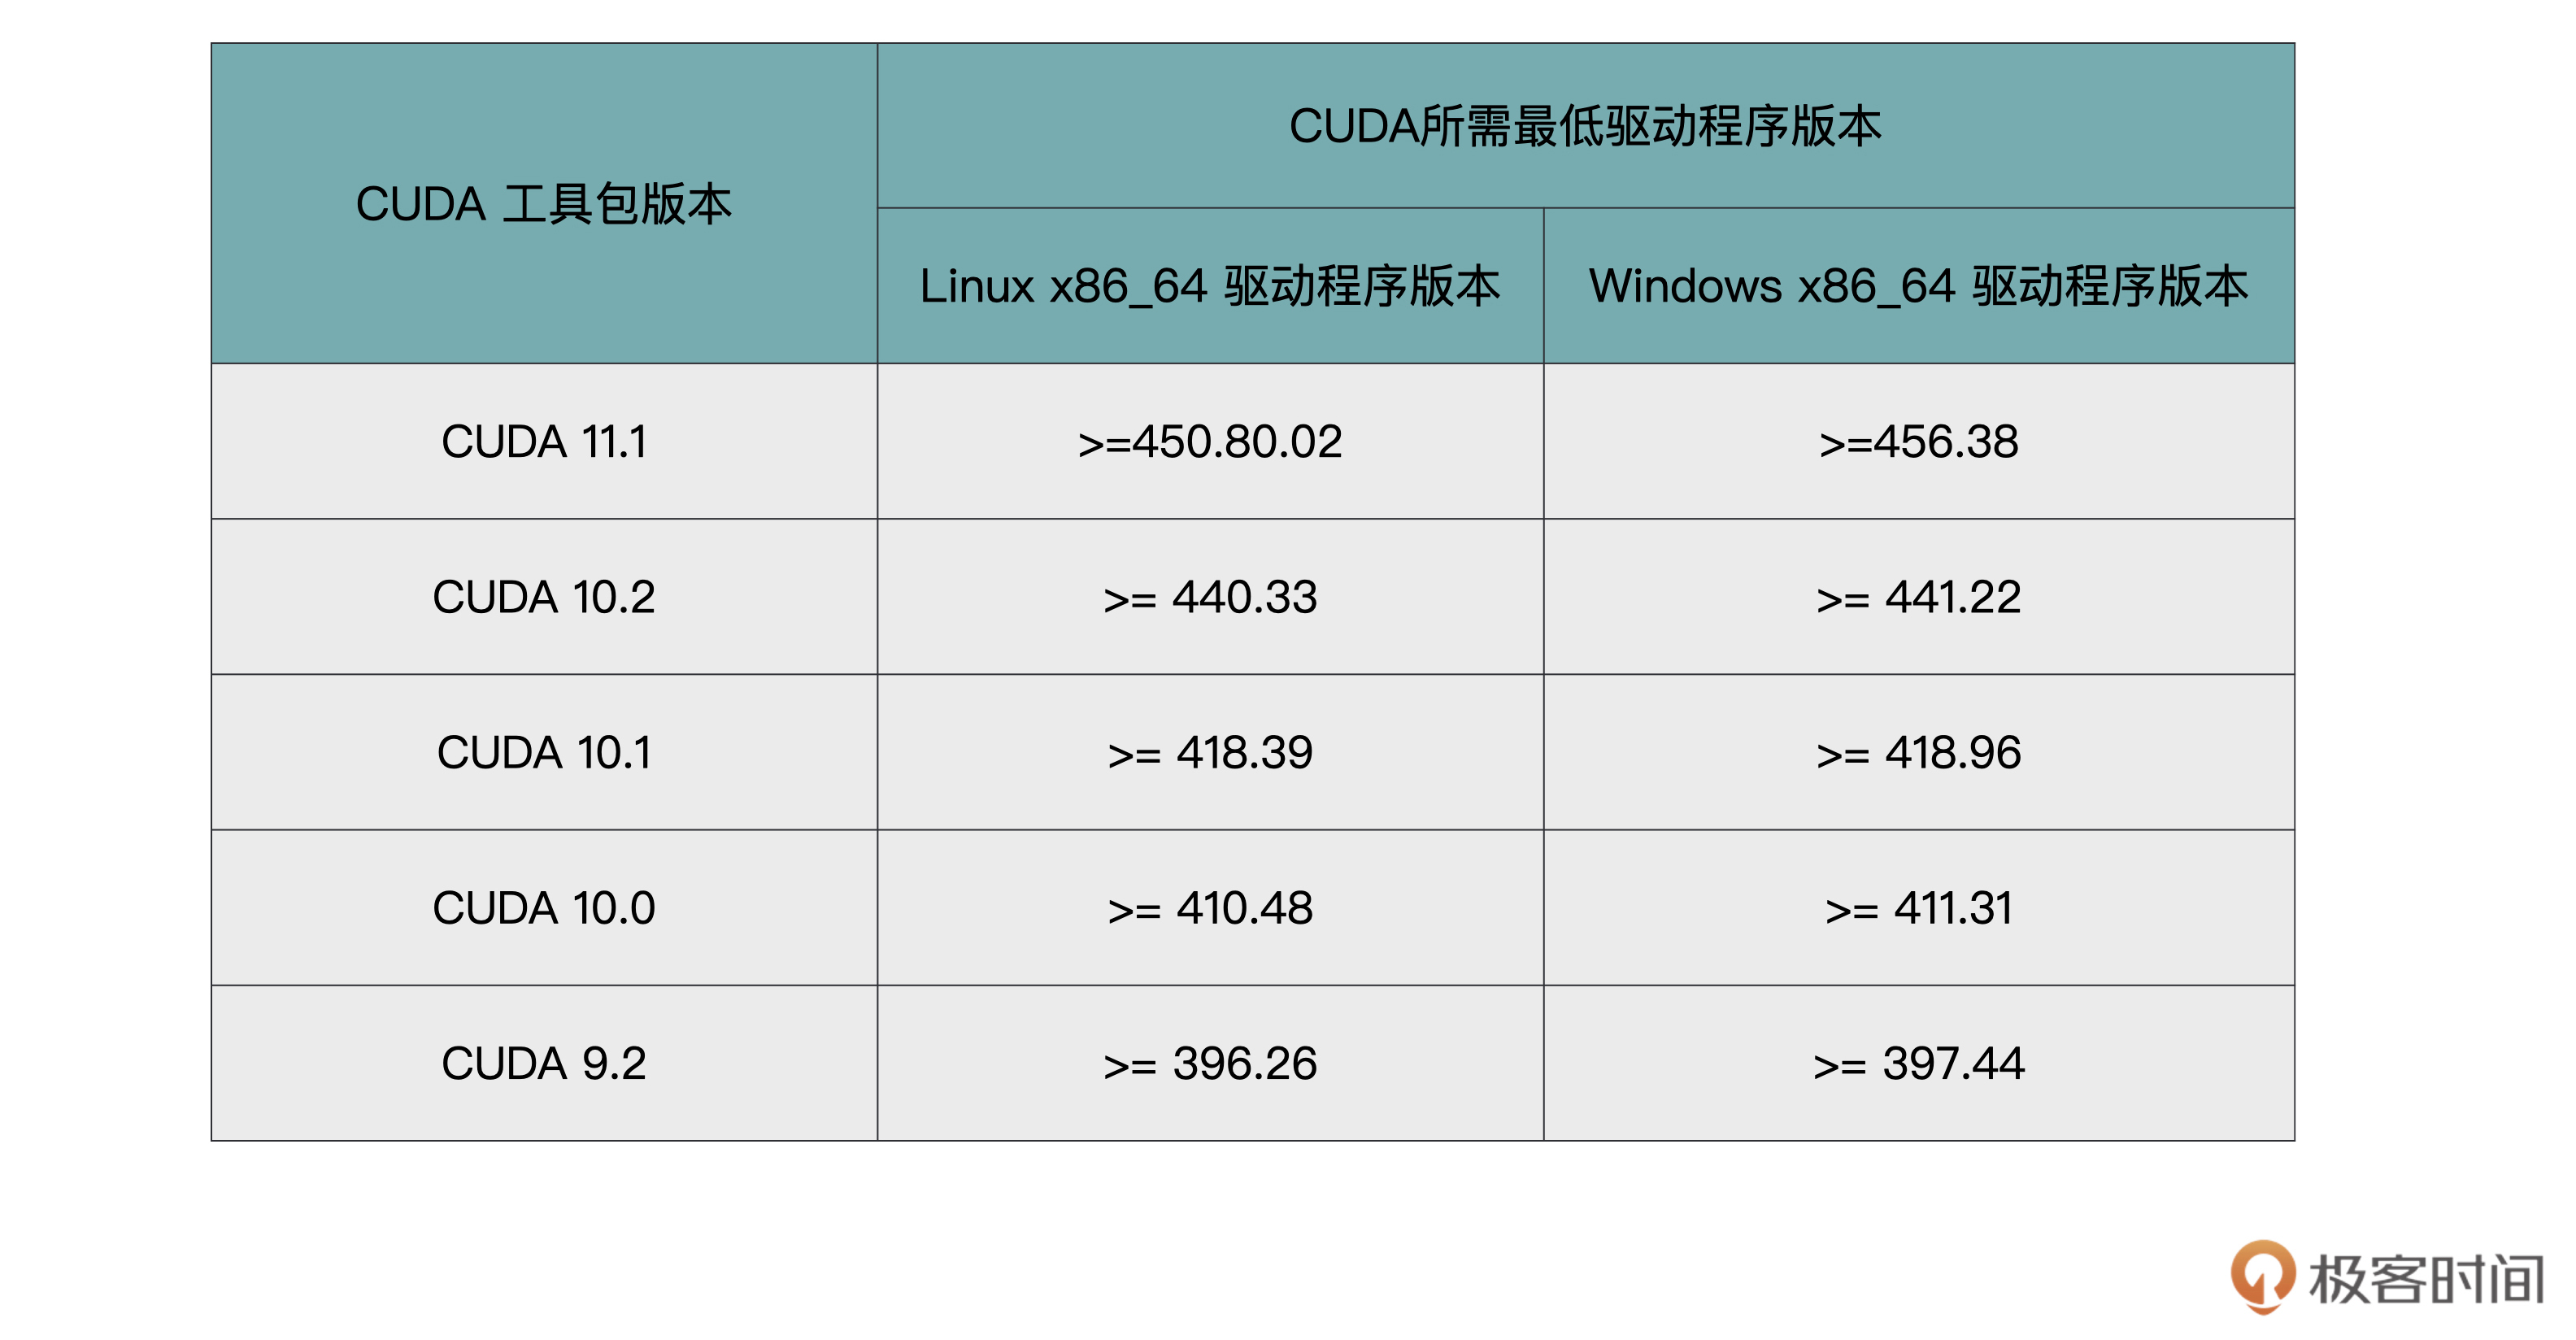 CUDA 工具包版本
CUDA所需最低驱动程序版本
Linux x86_64 驱动程序版本
Windows x86_64 驱动程序版本
CUDA 11.1
>=450.80.02
>=456.38
CUDA 10.2
>= 440.33
>= 441.22
CUDA 10.1
>= 418.39
>= 418.96
CUDA 10.0
>= 410.48
>= 411.31
CUDA 9.2
>= 396.26
>= 397.44
极客时间